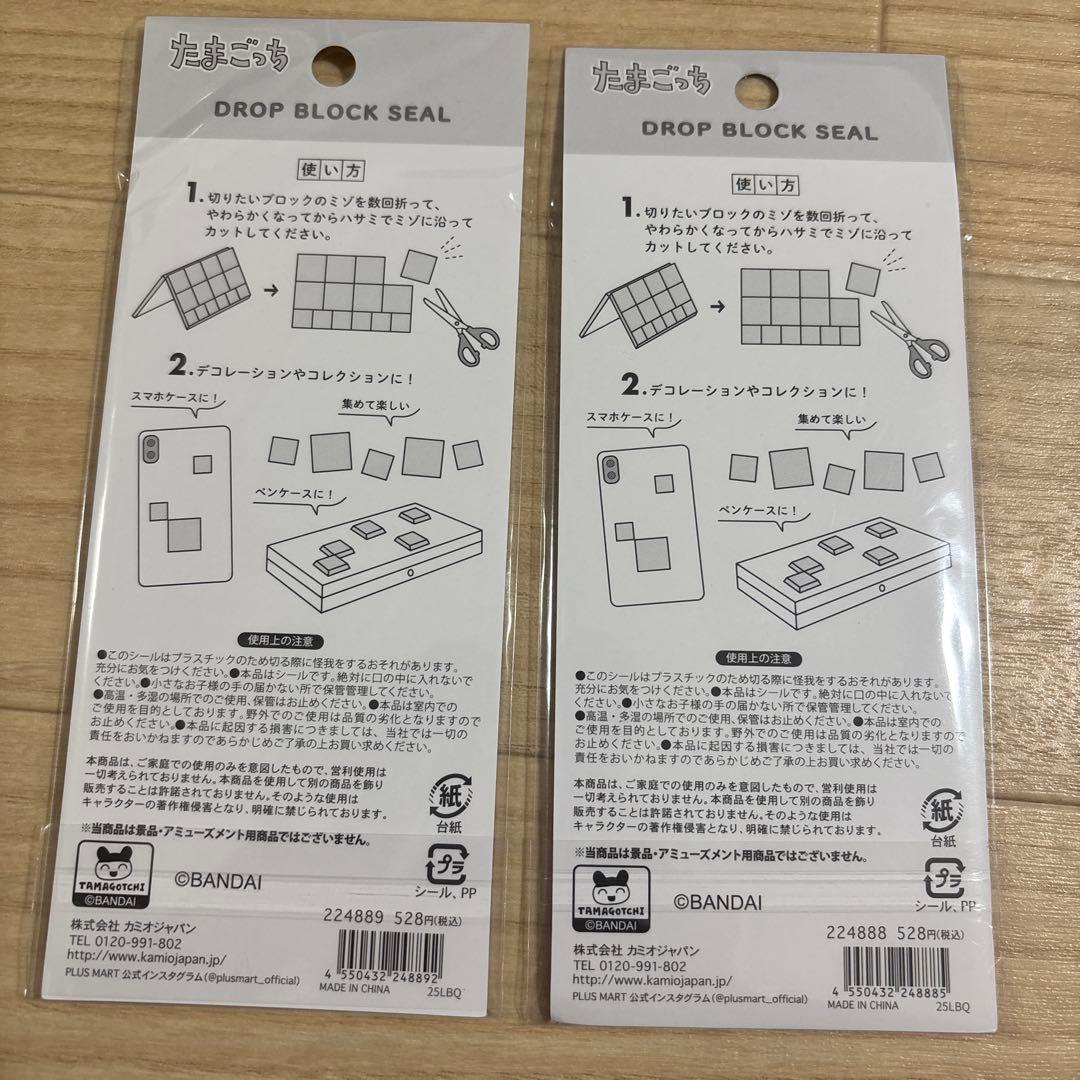 たまごっち
DROP BLOCK SEAL
使い方
1.切りたいブロックのミゾを数回折って、
やわらかくなってからハサミでミゾに沿って
カットしてください。
2.デコレーションやコレクションに!
スマホケースに!
集めて楽しい
ペンケースに!
使用上の注意
●このシールはプラスチックのため切る際に怪我をするおそれがあります。
充分にお気をつけください。●本品はシールです。絶対に口の中に入れないで
ください。●小さなお子様の手の届かない所で保管管理してください。
●高温・多湿の場所でのご使用、保管はお止めください。●本品は室内での
ご使用を目的としております。野外でのご使用は品質の劣化となりますので
お止めください。●本品に起因する損害につきましては、当社では一切の
責任をおいかねますのであらかじめご了承の上お買い求めください。
本商品は、ご家庭での使用のみを意図したもので、営利使用は
一切考えられておりません。本商品を使用して別の商品を飾り
販売することは許諾されておりません。そのような使用は
キャラクターの著作権侵害となり、明確に禁じられております。
紙
台紙
※当商品は景品・アミューズメント用商品ではございません。
プラ
シール、PP
TAMAGOTCHI
©BANDAI
©BANDAI
224889 528円(税込)
株式会社 カミオジャパン
TEL 0120-991-802
http://www.kamiojapan.jp/
PLUS MART 公式インスタグラム(@plusmart_official)
4 550432 248892
MADE IN CHINA
25LBQ
たまごっち
DROP BLOCK SEAL
使い方
1.切りたいブロックのミゾを数回折って、
やわらかくなってからハサミでミゾに沿って
カットしてください。
2.デコレーションやコレクションに!
スマホケースに!
集めて楽しい
ペンケースに!
使用上の注意
●このシールはプラスチックのため切る際に怪我をするおそれがあります。
充分にお気をつけください。●本品はシールです。絶対に口の中に入れないで
ください。●小さなお子様の手の届かない所で保管管理してください。
●高温・多湿の場所でのご使用、保管はお止めください。●本品は室内での
ご使用を目的としております。野外でのご使用は品質の劣化となりますので
お止めください。●本品に起因する損害につきましては、当社では一切の
責任をおいかねますのであらかじめご了承の上お買い求めください。
本商品は、ご家庭での使用のみを意図したもので、営利使用は
一切考えられておりません。本商品を使用して別の商品を飾り
販売することは許諾されておりません。そのような使用は
キャラクターの著作権侵害となり、明確に禁じられております。
紙
台紙
※当商品は景品・アミューズメント用商品ではございません。
プラ
シール、PP
TAMAGOTCHI
©BANDAI
©BANDAI
224888 528円(税込)
株式会社 カミオジャパン
TEL 0120-991-802
http://www.kamiojapan.jp/
PLUS MART 公式インスタグラム(@plusmart_official)
4 550432 248885
MADE IN CHINA
25LBQ